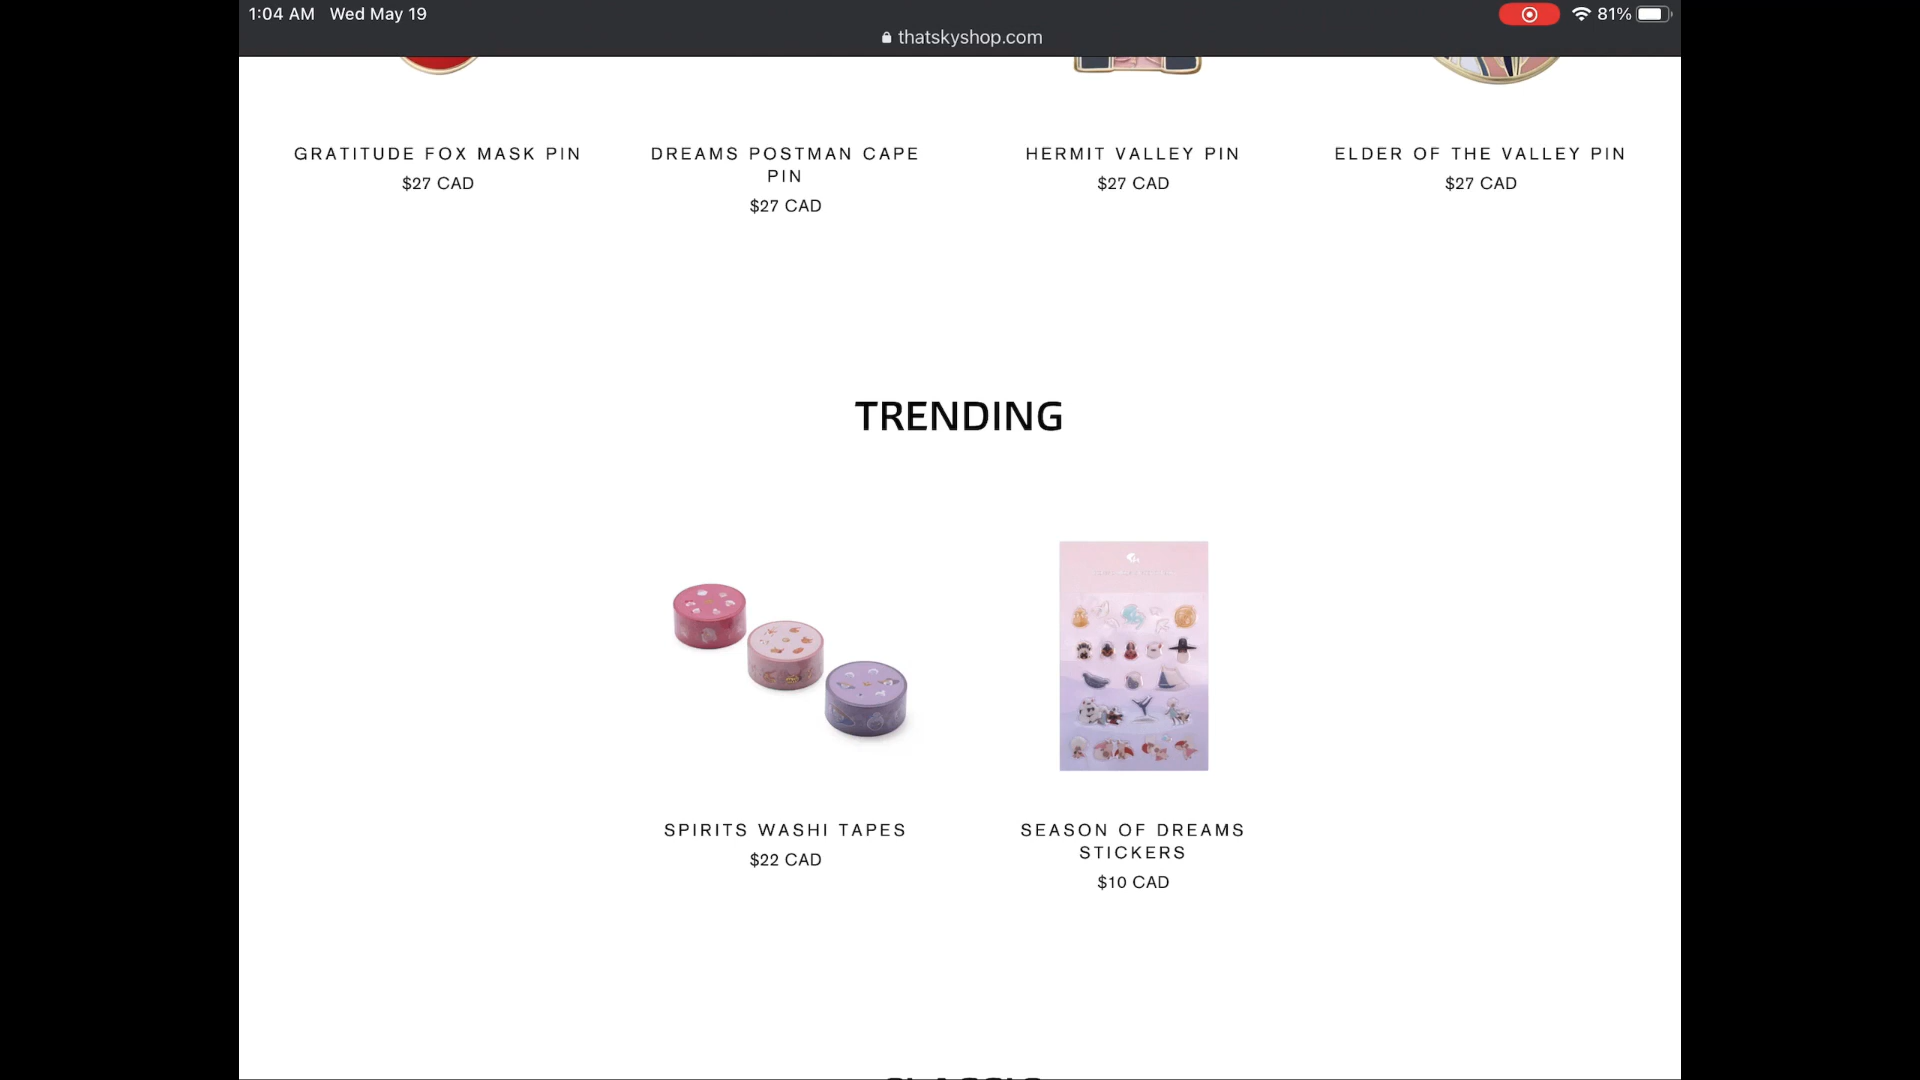 1:04 AM Wed May 19
81%
thatskyshop.com
GRATITUDE FOX MASK PIN
$27 CAD
DREAMS POSTMAN CAPE
PIN
$27 CAD
HERMIT VALLEY PIN
$27 CAD
ELDER OF THE VALLEY PIN
$27 CAD
TRENDING
SPIRITS WASHI TAPES
$22 CAD
SEASON OF DREAMS
STICKERS
$10 CAD